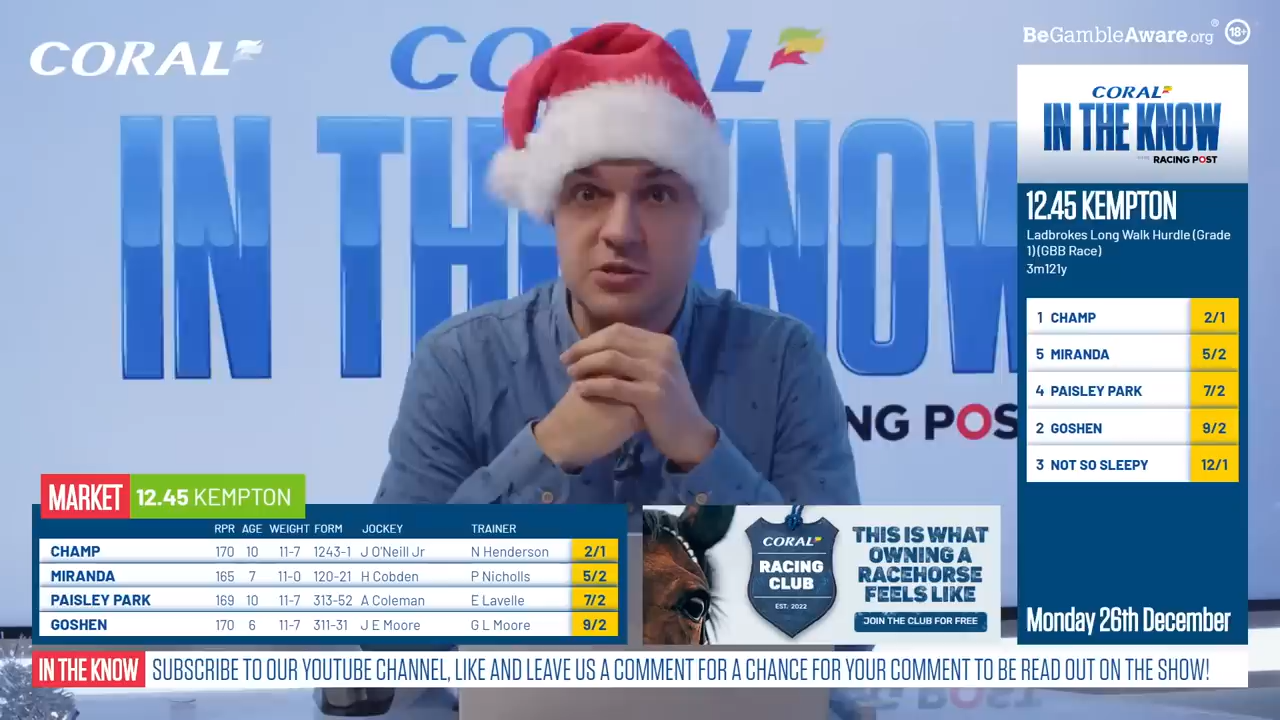 CORAL
CORAL
IN THE KNOW
NG POS
BeGambleAware.org® 18+
CORAL
IN THE KNOW
WITH RACING POST
12.45 KEMPTON
Ladbrokes Long Walk Hurdle (Grade
1) (GBB Race)
3m121y
1 CHAMP 2/1
5 MIRANDA 5/2
4 PAISLEY PARK 7/2
2 GOSHEN 9/2
3 NOT SO SLEEPY 12/1
Monday 26th December
MARKET 12.45 KEMPTON
RPR AGE WEIGHT FORM JOCKEY TRAINER
CHAMP 170 10 11-7 1243-1 J O'Neill Jr N Henderson 2/1
MIRANDA 165 7 11-0 120-21 H Cobden P Nicholls 5/2
PAISLEY PARK 169 10 11-7 313-52 A Coleman E Lavelle 7/2
GOSHEN 170 6 11-7 311-31 J E Moore G L Moore 9/2
CORAL
RACING
CLUB
EST. 2022
THIS IS WHAT
OWNING A
RACEHORSE
FEELS LIKE
JOIN THE CLUB FOR FREE
IN THE KNOW SUBSCRIBE TO OUR YOUTUBE CHANNEL, LIKE AND LEAVE US A COMMENT FOR A CHANCE FOR YOUR COMMENT TO BE READ OUT ON THE SHOW!